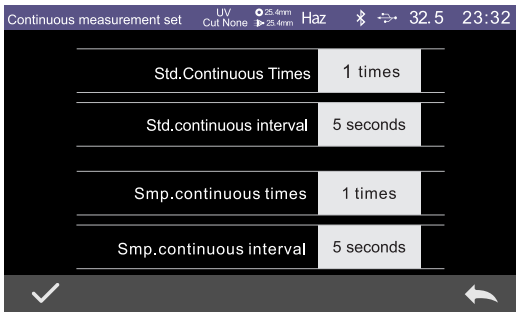 Continuous measurement set UV Cut None 25.4mm 25.4mm Haz 32.5 23:32
Std.Continuous Times 1 times
Std.continuous interval 5 seconds
Smp.continuous times 1 times
Smp.continuous interval 5 seconds